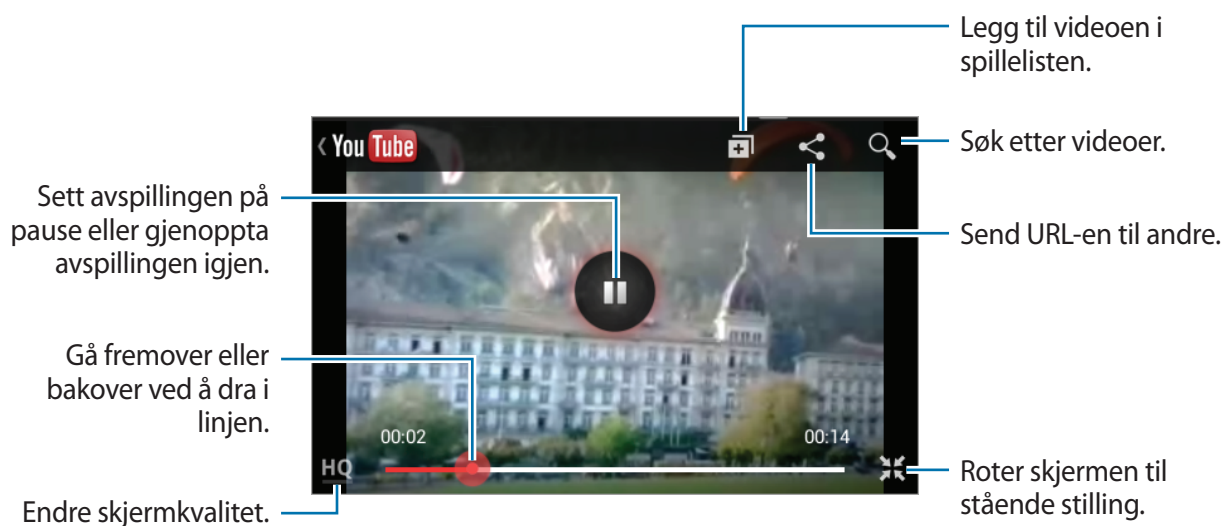 Legg til videoen i
spillelisten.
You Tube
Søk etter videoer.
Sett avspillingen på
pause eller gjenoppta
avspillingen igjen.
Send URL-en til andre.
Gå fremover eller
bakover ved å dra i
linjen.
00:02
00:14
HQ
Roter skjermen til
stående stilling.
Endre skjermkvalitet.